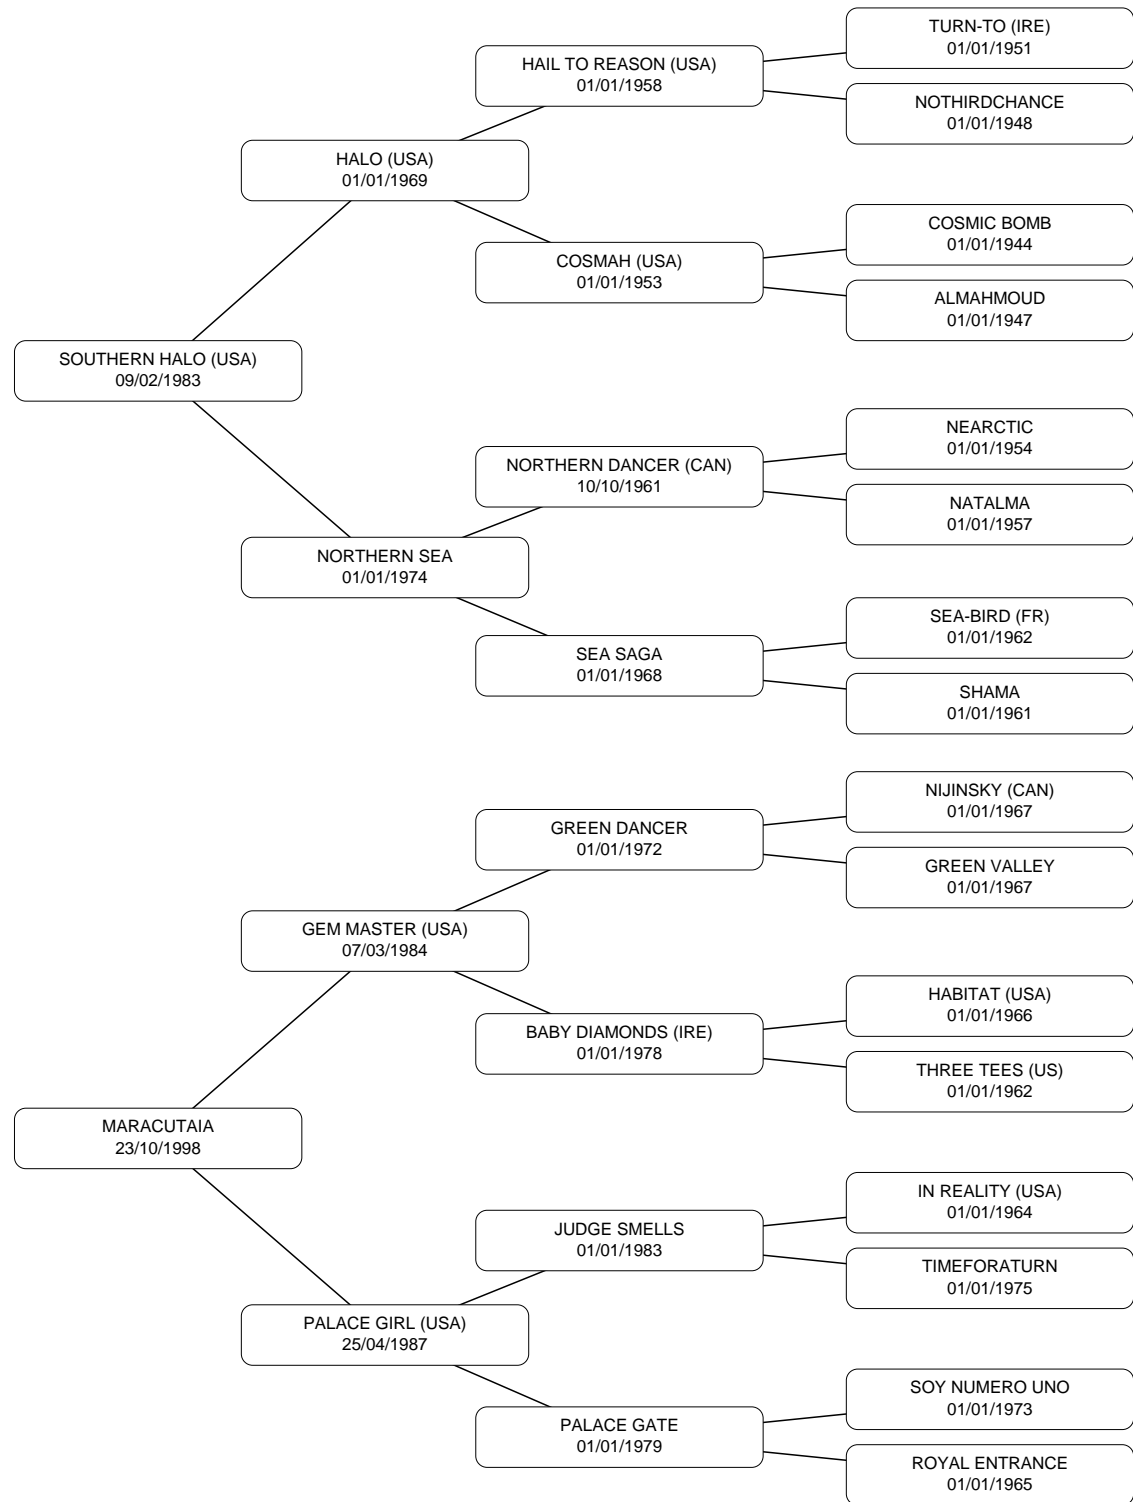 TURN-TO (IRE)
01/01/1951
HAIL TO REASON (USA)
01/01/1958
NOTHIRDCHANCE
01/01/1948
HALO (USA)
01/01/1969
COSMIC BOMB
01/01/1944
COSMAH (USA)
01/01/1953
ALMAHMOUD
01/01/1947
SOUTHERN HALO (USA)
09/02/1983
NEARCTIC
01/01/1954
NORTHERN DANCER (CAN)
10/10/1961
NATALMA
01/01/1957
NORTHERN SEA
01/01/1974
SEA-BIRD (FR)
01/01/1962
SEA SAGA
01/01/1968
SHAMA
01/01/1961
NIJINSKY (CAN)
01/01/1967
GREEN DANCER
01/01/1972
GREEN VALLEY
01/01/1967
GEM MASTER (USA)
07/03/1984
HABITAT (USA)
01/01/1966
BABY DIAMONDS (IRE)
01/01/1978
THREE TEES (US)
01/01/1962
MARACUTAIA
23/10/1998
IN REALITY (USA)
01/01/1964
JUDGE SMELLS
01/01/1983
TIMEFORATURN
01/01/1975
PALACE GIRL (USA)
25/04/1987
SOY NUMERO UNO
01/01/1973
PALACE GATE
01/01/1979
ROYAL ENTRANCE
01/01/1965